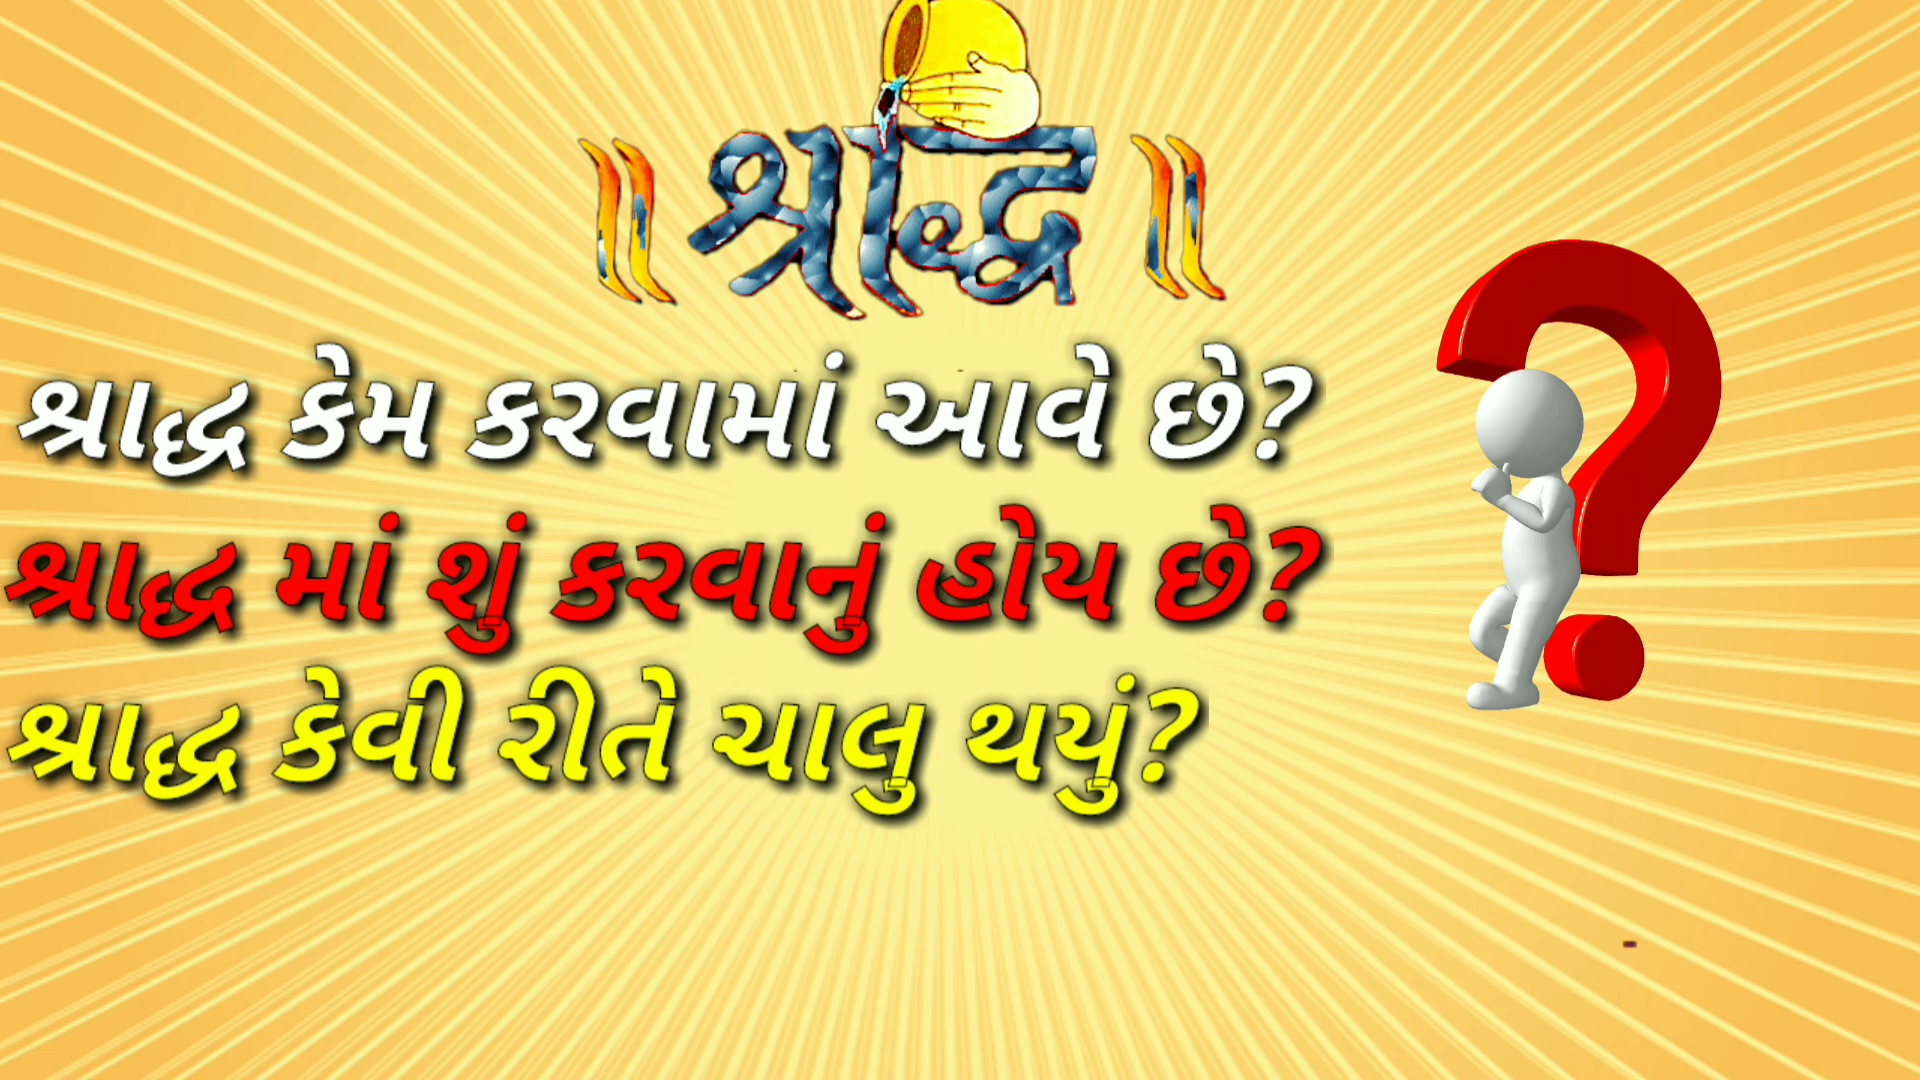 ॥ શ્રાદ્ધ ॥
શ્રાદ્ધ કેમ કરવામાં આવે છે?
શ્રાદ્ધ માં શું કરવાનું હોય છે?
શ્રાદ્ધ કેવી રીતે ચાલુ થયું?